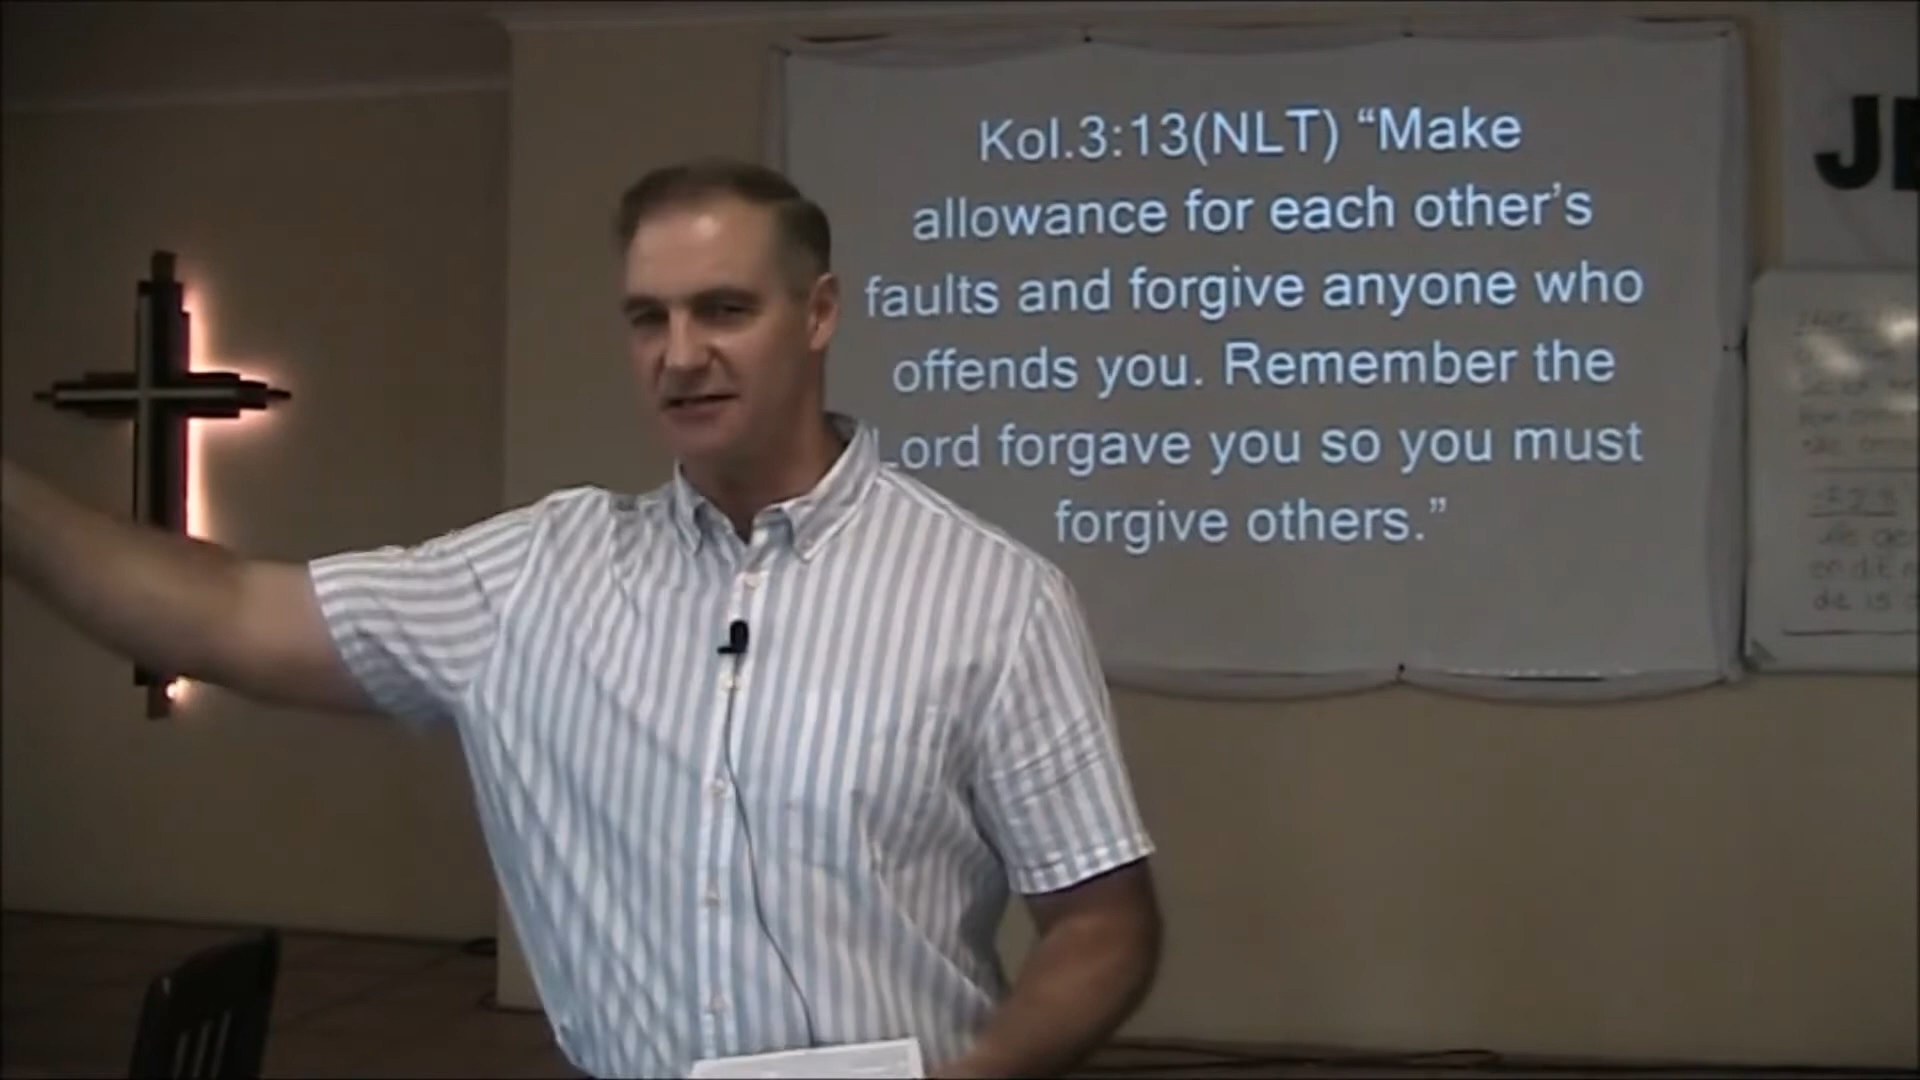 Kol.3:13(NLT) “Make
allowance for each other’s
faults and forgive anyone who
offends you. Remember the
Lord forgave you so you must
forgive others.”